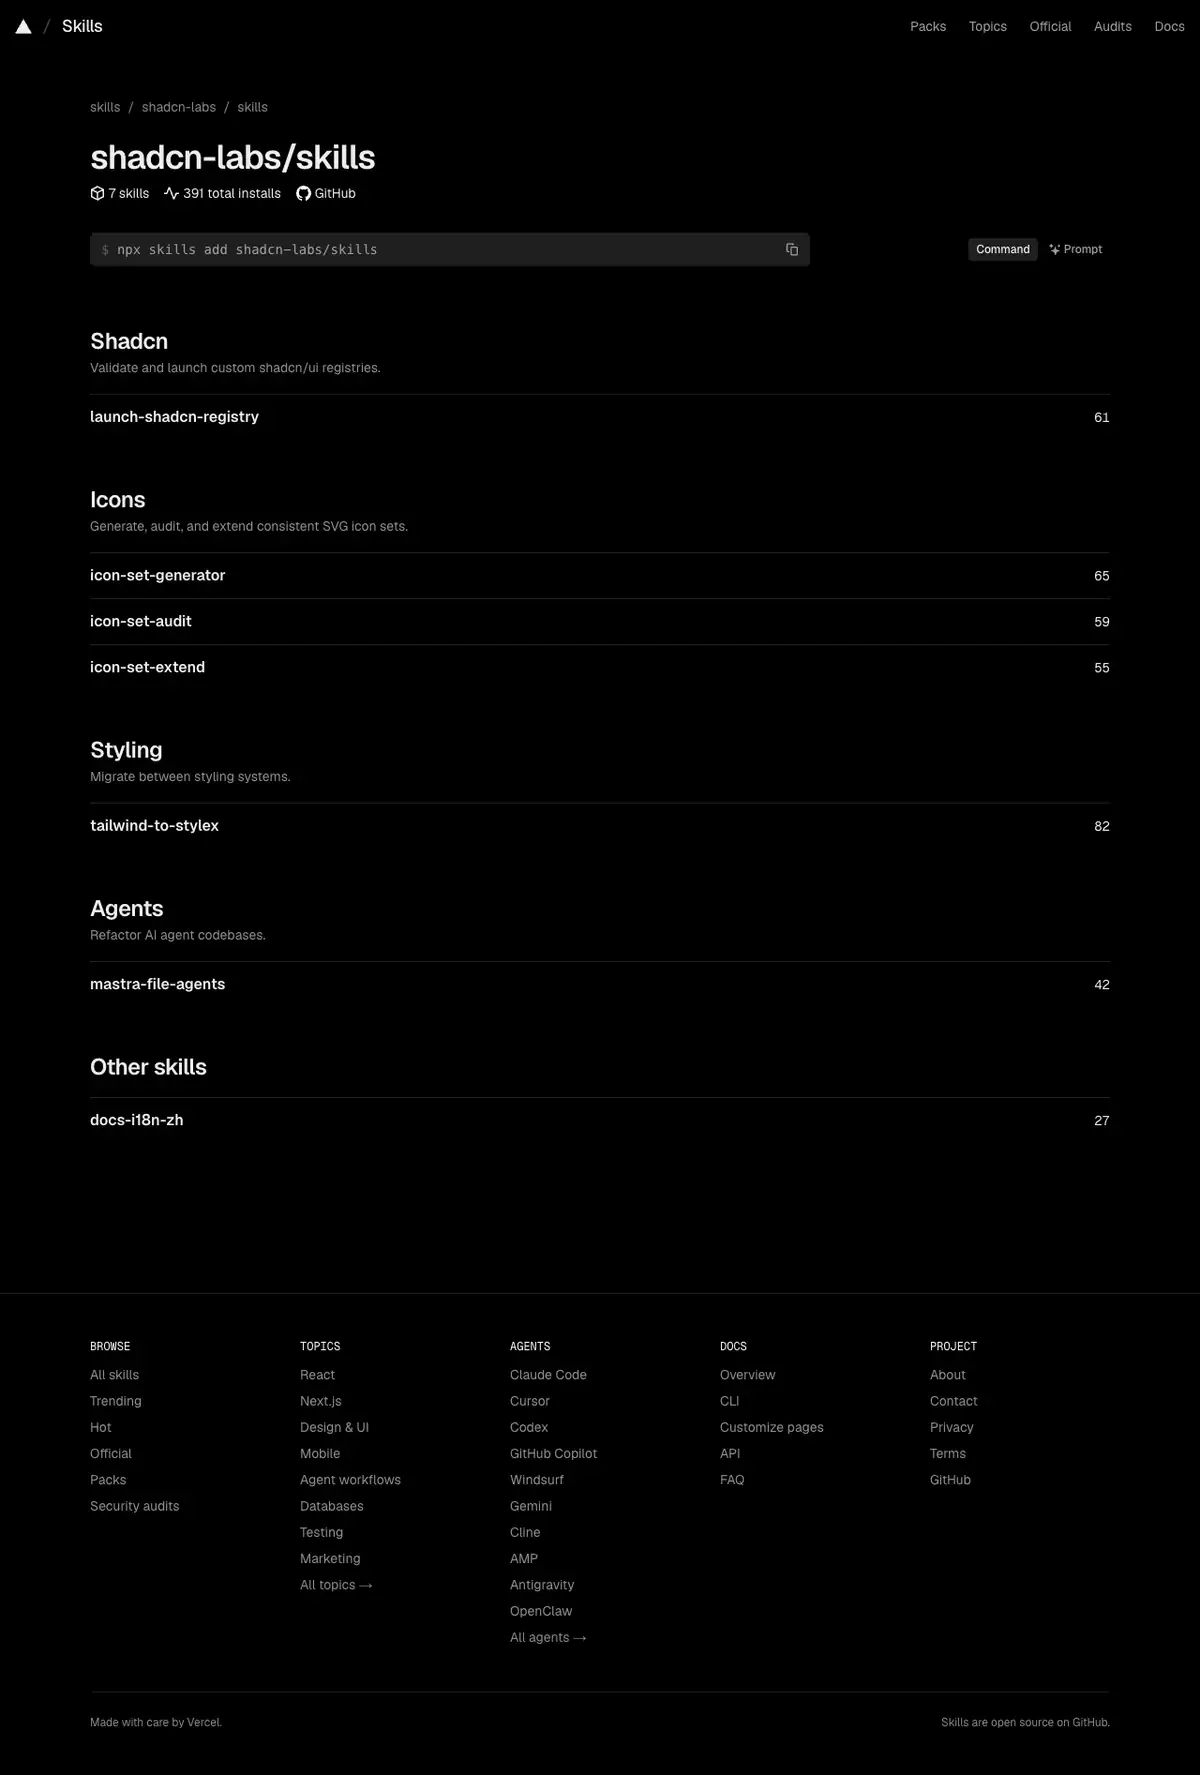 / Skills
Packs Topics Official Audits Docs
skills / shadcn-labs / skills
shadcn-labs/skills
7 skills 391 total installs GitHub
$ npx skills add shadcn-labs/skills
Command Prompt
Shadcn
Validate and launch custom shadcn/ui registries.
launch-shadcn-registry 61
Icons
Generate, audit, and extend consistent SVG icon sets.
icon-set-generator 65
icon-set-audit 59
icon-set-extend 55
Styling
Migrate between styling systems.
tailwind-to-stylex 82
Agents
Refactor AI agent codebases.
mastra-file-agents 42
Other skills
docs-i18n-zh 27
BROWSE
All skills
Trending
Hot
Official
Packs
Security audits
TOPICS
React
Next.js
Design & UI
Mobile
Agent workflows
Databases
Testing
Marketing
All topics →
AGENTS
Claude Code
Cursor
Codex
GitHub Copilot
Windsurf
Gemini
Cline
AMP
Antigravity
OpenClaw
All agents →
DOCS
Overview
CLI
Customize pages
API
FAQ
PROJECT
About
Contact
Privacy
Terms
GitHub
Made with care by Vercel.
Skills are open source on GitHub.